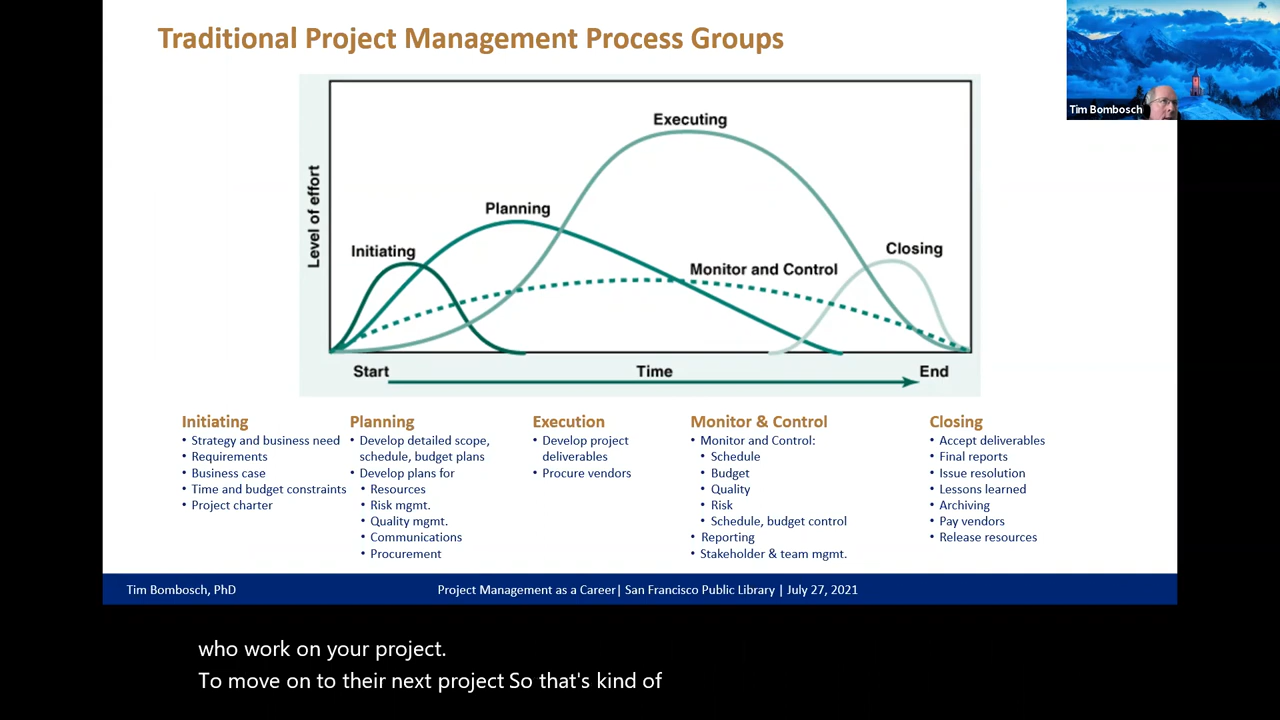 Traditional Project Management Process Groups
Tim Bombosch
Executing
Planning
Initiating
Closing
Monitor and Control
Level of effort
Start
Time
End
Initiating
• Strategy and business need
• Requirements
• Business case
• Time and budget constraints
• Project charter
Planning
• Develop detailed scope,
schedule, budget plans
• Develop plans for
• Resources
• Risk mgmt.
• Quality mgmt.
• Communications
• Procurement
Execution
• Develop project
deliverables
• Procure vendors
Monitor & Control
• Monitor and Control:
• Schedule
• Budget
• Quality
• Risk
• Schedule, budget control
• Reporting
• Stakeholder & team mgmt.
Closing
• Accept deliverables
• Final reports
• Issue resolution
• Lessons learned
• Archiving
• Pay vendors
• Release resources
Tim Bombosch, PhD
Project Management as a Career| San Francisco Public Library | July 27, 2021
who work on your project.
To move on to their next project So that's kind of